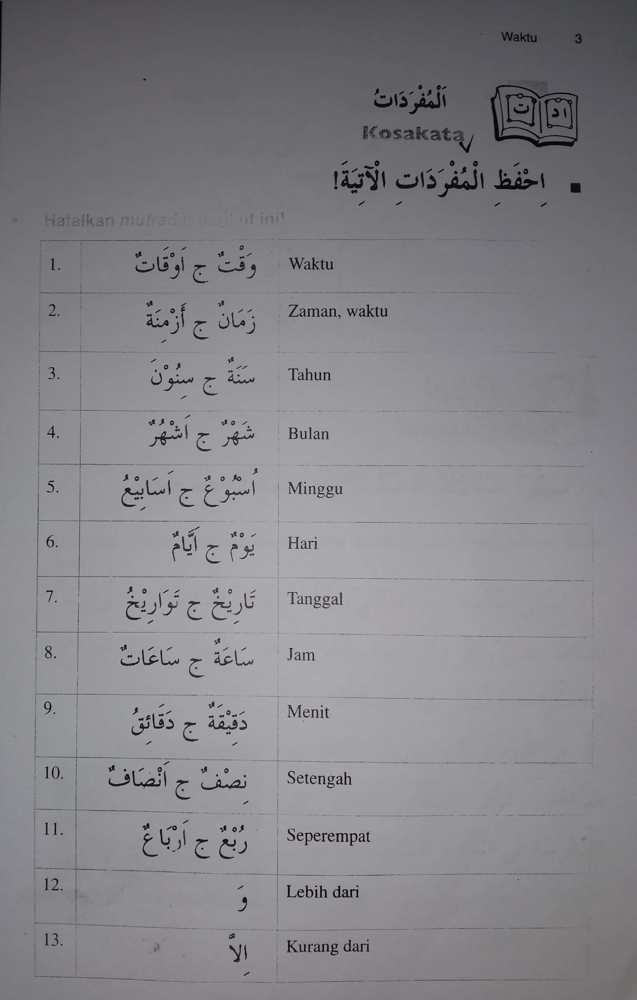 Waktu 3
اَلْمُفْرَدَاتُ
ت اد
Kosakata
▪ اِحْفَظِ الْمُفْرَدَاتِ الْآتِيَةَ!
• Hafalkan mufradāt berikut ini!
1. وَقْتٌ ج اَوْقَاتٌ Waktu
2. زَمَانٌ ج أَزْمِنَةٌ Zaman, waktu
3. سَنَةٌ ج سِنُوْنَ Tahun
4. شَهْرٌ ج اَشْهُرٌ Bulan
5. اُسْبُوْعٌ ج اَسَابِيْعُ Minggu
6. يَوْمٌ ج اَيَّامٌ Hari
7. تَارِيْخٌ ج تَوَارِيْخُ Tanggal
8. سَاعَةٌ ج سَاعَاتٌ Jam
9. دَقِيْقَةٌ ج دَقَائِقُ Menit
10. نِصْفٌ ج اَنْصَافٌ Setengah
11. رُبْعٌ ج اَرْبَاعٌ Seperempat
12. وَ Lebih dari
13. اِلاَّ Kurang dari